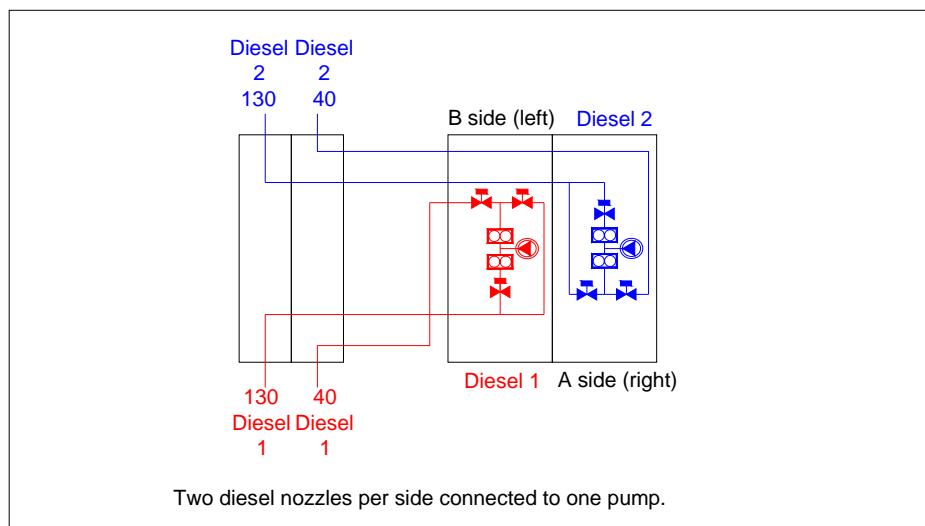 Diesel Diesel
2 2
130 40
B side (left) Diesel 2
Diesel 1 A side (right)
130 40
Diesel Diesel
1 1
Two diesel nozzles per side connected to one pump.